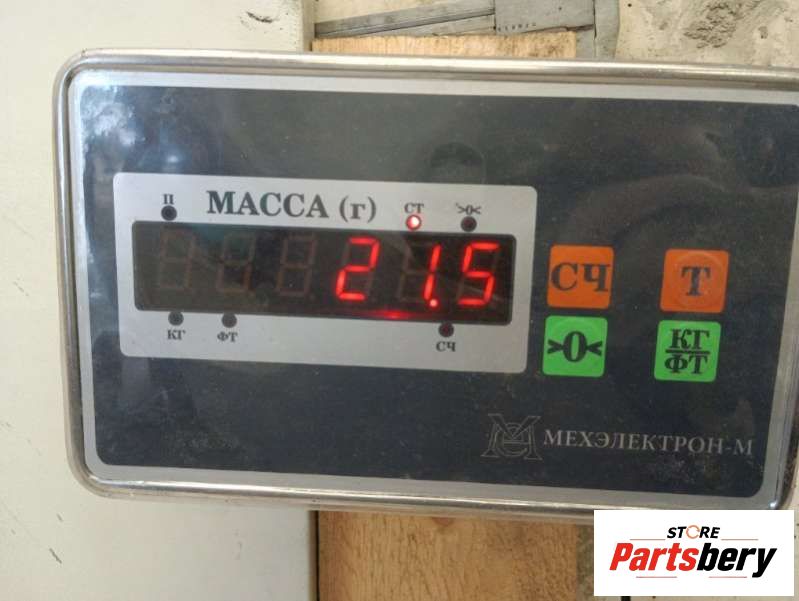 П
МАССА (г)
СТ
>0<
21.5
КГ
ФТ
СЧ
СЧ
Т
>0<
КГ
ФТ
МЕХЭЛЕКТРОН-М
STORE
Partsbery